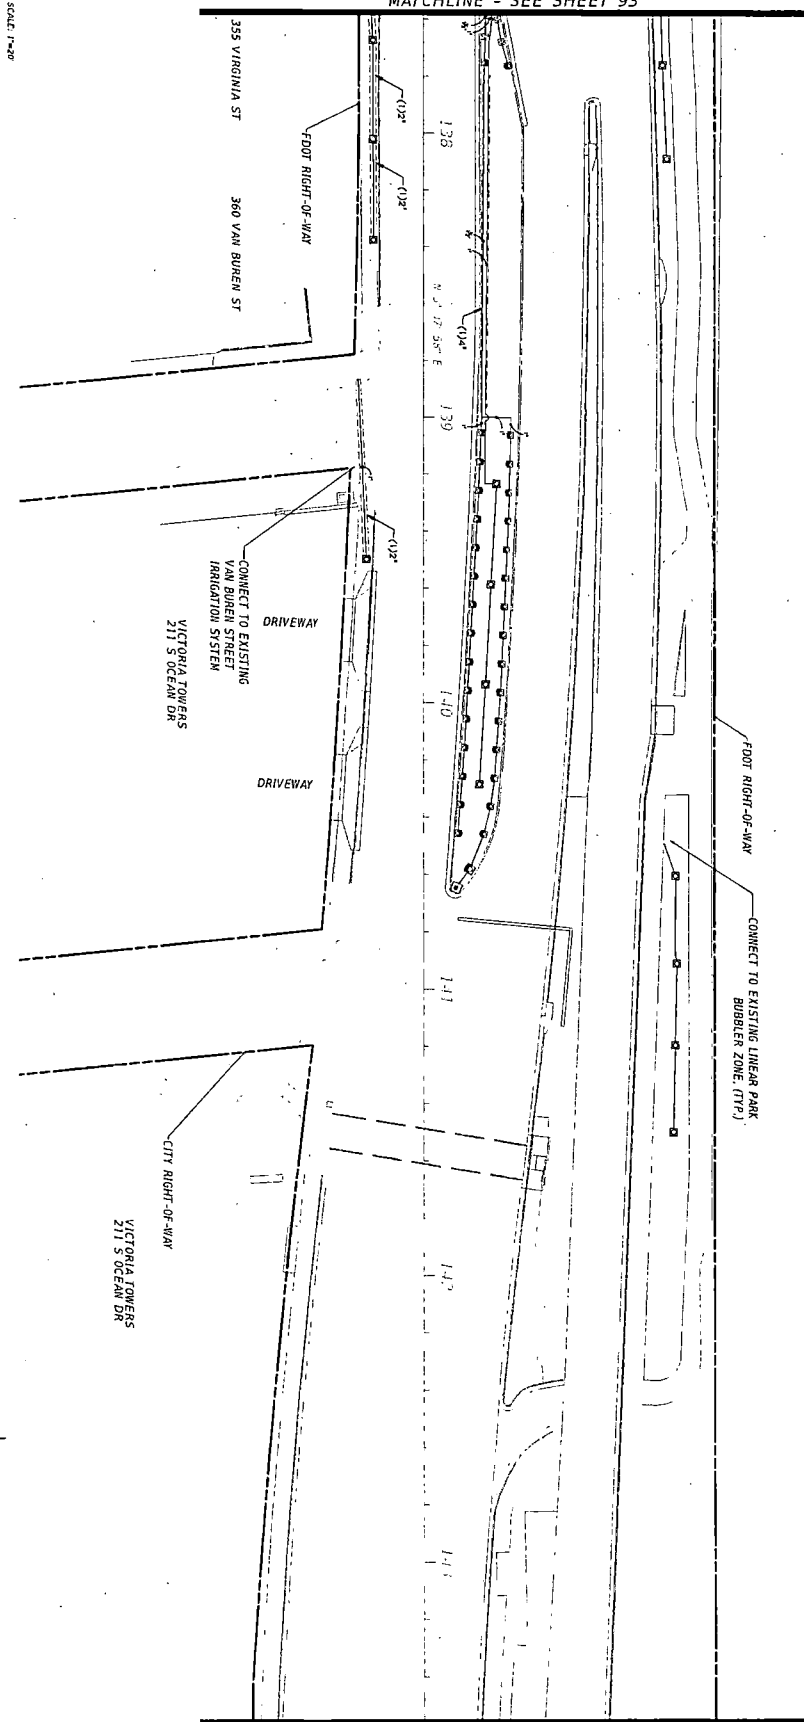 MATCHLINE - SEE SHEET 93
SCALE: 1"=20'
355 VIRGINIA ST
360 VAN BUREN ST
FDOT RIGHT-OF-WAY
(1)2"
(1)2"
138
(1)4"
139
(1)2"
CONNECT TO EXISTING
VAN BUREN STREET
IRRIGATION SYSTEM
DRIVEWAY
VICTORIA TOWERS
211 S OCEAN DR
140
DRIVEWAY
FDOT RIGHT-OF-WAY
CONNECT TO EXISTING LINEAR PARK
BUBBLER ZONE. (TYP.)
141
CITY RIGHT-OF-WAY
VICTORIA TOWERS
211 S OCEAN DR
142